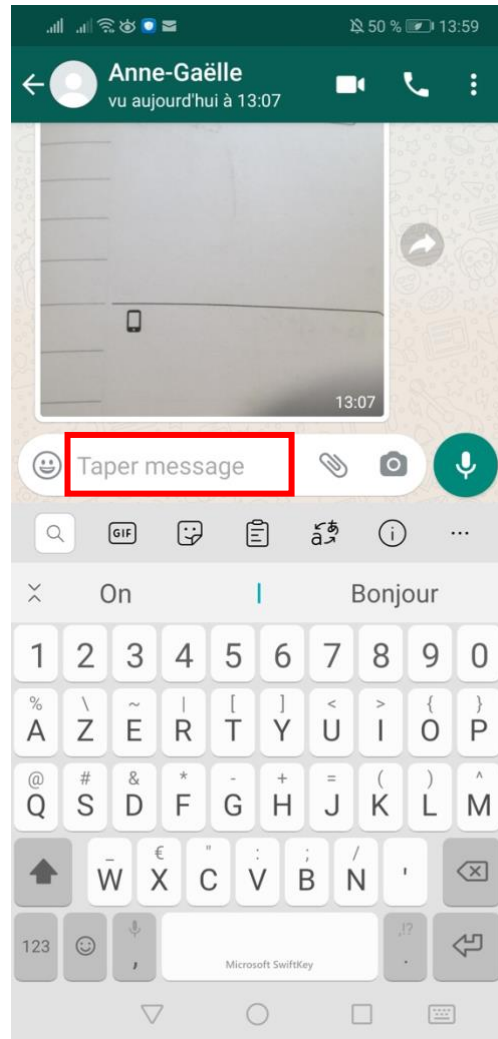 50 % 13:59
Anne-Gaëlle
vu aujourd'hui à 13:07
13:07
Taper message
GIF
On Bonjour
1 2 3 4 5 6 7 8 9 0
% \ ~ | [ ] < > { }
A Z E R T Y U I O P
@ # & * - + = ( ) ^
Q S D F G H J K L M
_ € " : ; /
W X C V B N '
,!?
123 , Microsoft SwiftKey .